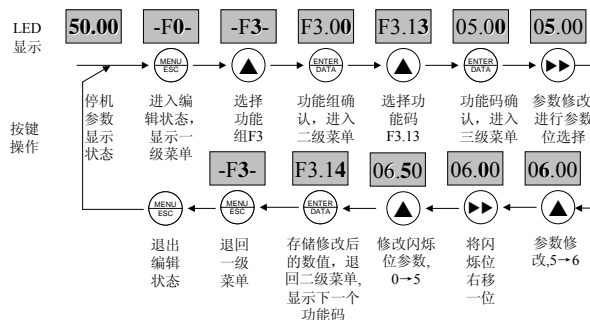 LED
显示
50.00
-F0-
-F3-
F3.00
F3.13
05.00
05.00
MENU
ESC
ENTER
DATA
ENTER
DATA
按键
操作
停机
参数
显示
状态
进入编
辑状态，
显示一
级菜单
选择
功能
组F3
功能组确
认，进入
二级菜单
选择功
能码
F3.13
功能码确
认，进入
三级菜单
参数修改
进行参数
位选择
-F3-
F3.14
06.50
06.00
06.00
MENU
ESC
MENU
ESC
ENTER
DATA
退出
编辑
状态
退回
一级
菜单
存储修改后
的数值，退
回二级菜单,
显示下一个
功能码
修改闪烁
位参数,
0→5
将闪
烁位
右移
一位
参数修
改,5→6